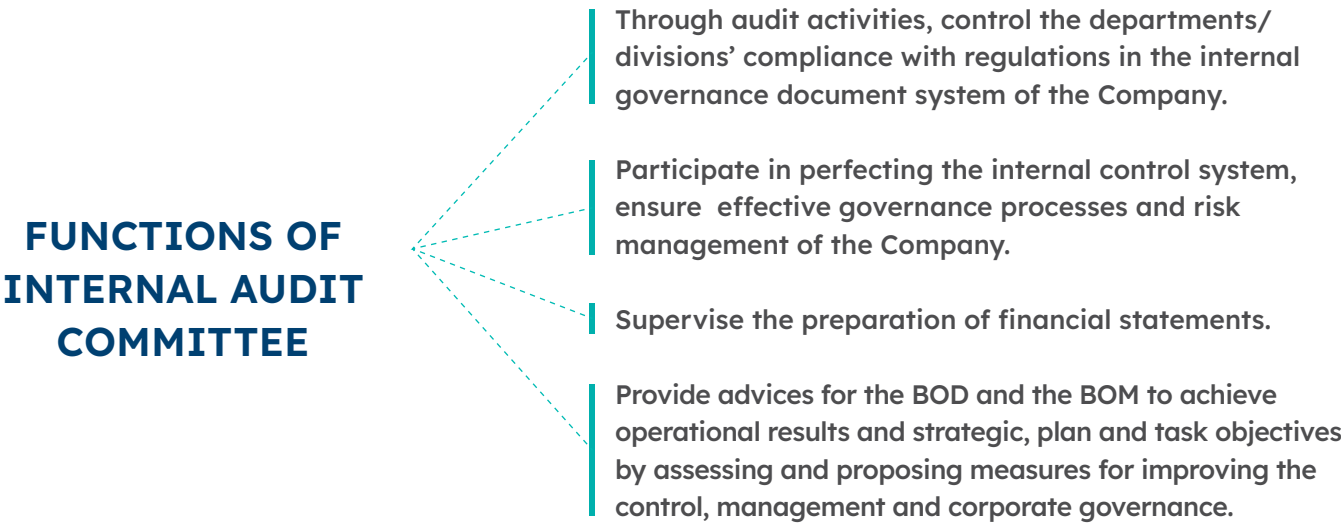 FUNCTIONS OF
INTERNAL AUDIT
COMMITTEE
Through audit activities, control the departments/
divisions’ compliance with regulations in the internal
governance document system of the Company.
Participate in perfecting the internal control system,
ensure  effective governance processes and risk
management of the Company.
Supervise the preparation of financial statements.
Provide advices for the BOD and the BOM to achieve
operational results and strategic, plan and task objectives
by assessing and proposing measures for improving the
control, management and corporate governance.